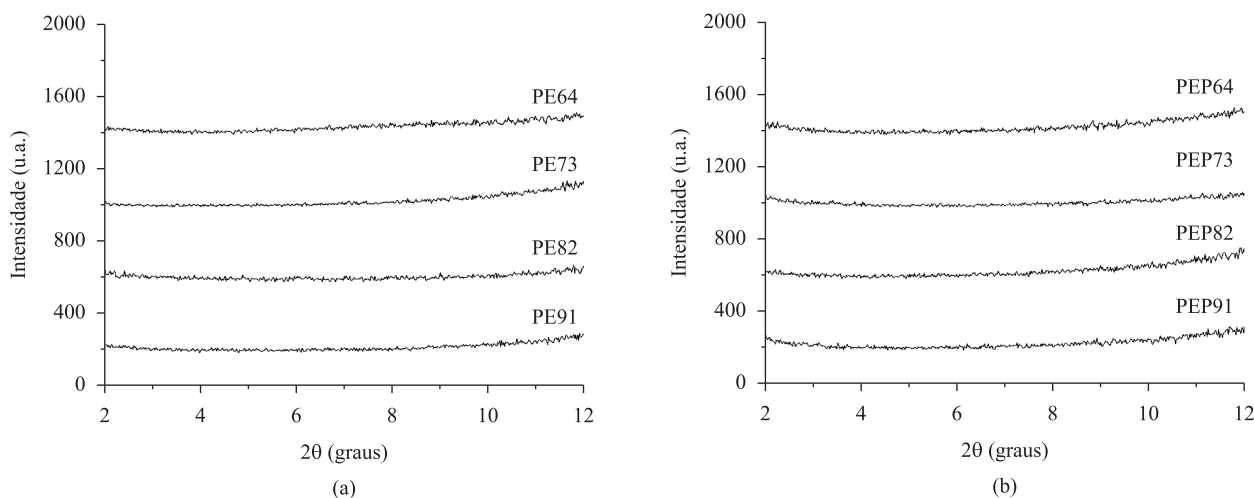 2000
1600
1200
800
400
0
Intensidade (u.a.)
PE64
PE73
PE82
PE91
2 4 6 8 10 12
2θ (graus)
(a)
2000
1600
1200
800
400
0
Intensidade (u.a.)
PEP64
PEP73
PEP82
PEP91
2 4 6 8 10 12
2θ (graus)
(b)